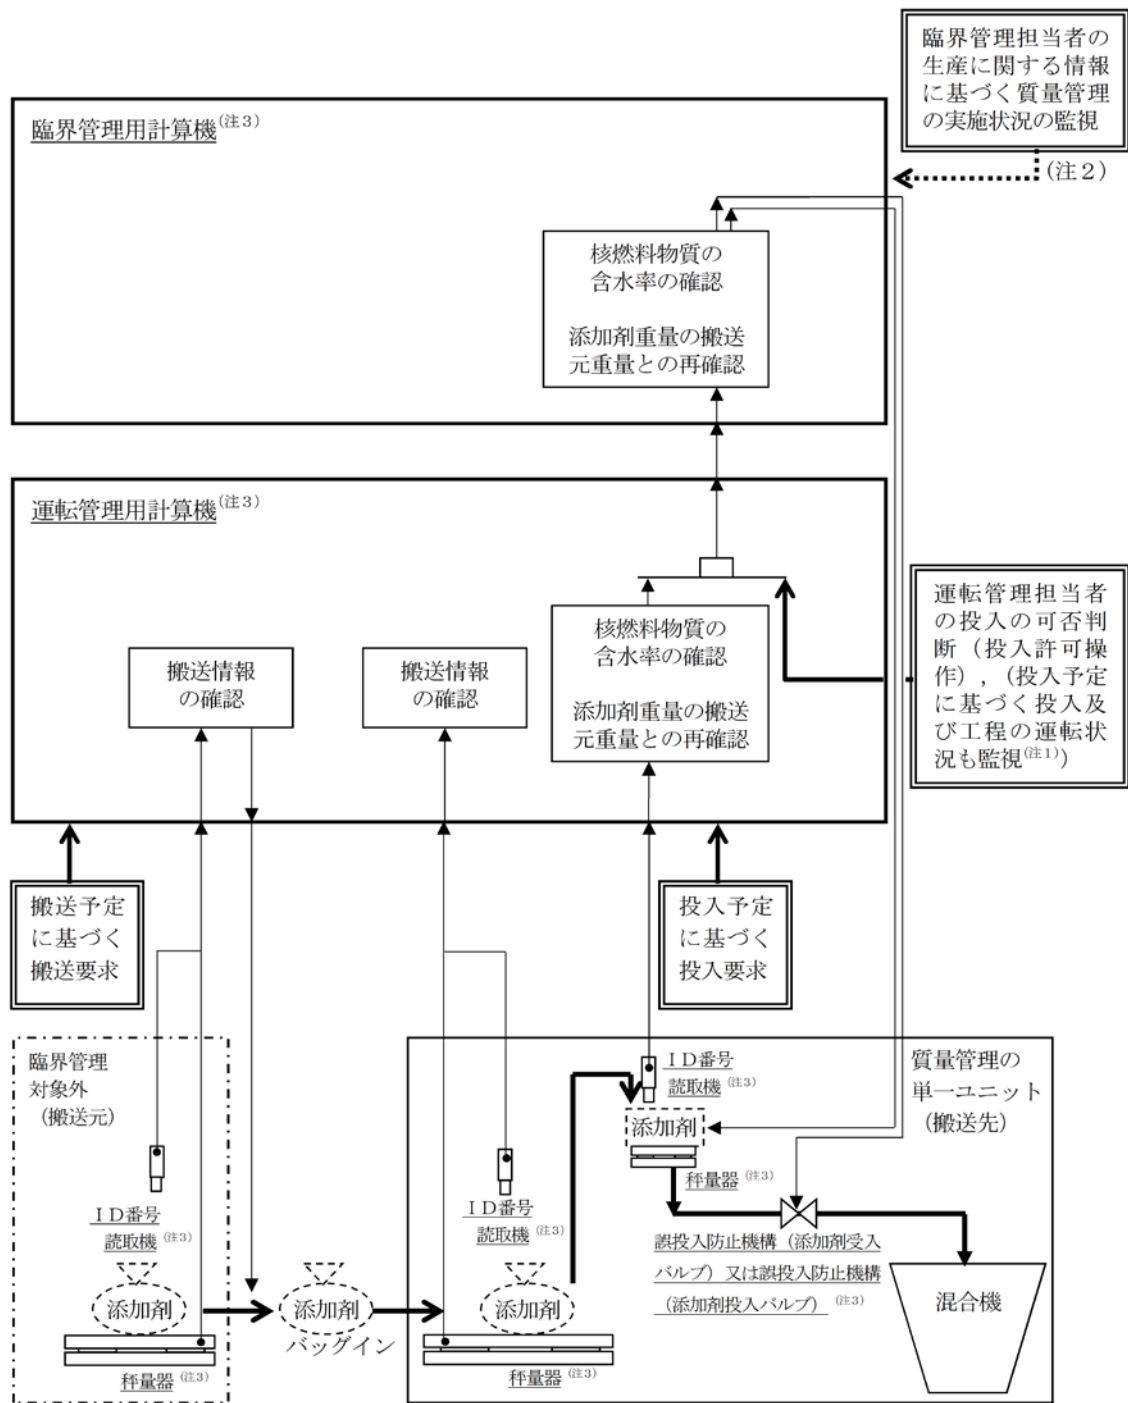 臨界管理担当者の
生産に関する情報
に基づく質量管理
の実施状況の監視
臨界管理用計算機(注3)
(注2)
核燃料物質の
含水率の確認
添加剤重量の搬送
元重量との再確認
運転管理用計算機(注3)
運転管理担当者
の投入の可否判
断（投入許可操
作），（投入予定
に基づく投入及
び工程の運転状
況も監視(注1)）
核燃料物質の
含水率の確認
添加剤重量の搬送
元重量との再確認
搬送情報
の確認
搬送情報
の確認
搬送予定
に基づく
搬送要求
投入予定
に基づく
投入要求
臨界管理
対象外
（搬送元）
ＩＤ番号
読取機(注3)
添加剤
秤量器(注3)
添加剤
バッグイン
ＩＤ番号
読取機(注3)
添加剤
秤量器(注3)
ＩＤ番号
読取機(注3)
添加剤
秤量器(注3)
質量管理の
単一ユニット
（搬送先）
誤投入防止機構（添加剤受入
バルブ）又は誤投入防止機構
（添加剤投入バルブ）(注3)
混合機